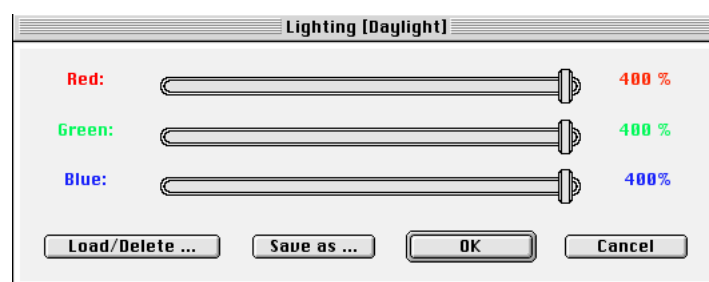 Lighting [Daylight]
Red: 400 %
Green: 400 %
Blue: 400%
Load/Delete ... Save as ... OK Cancel